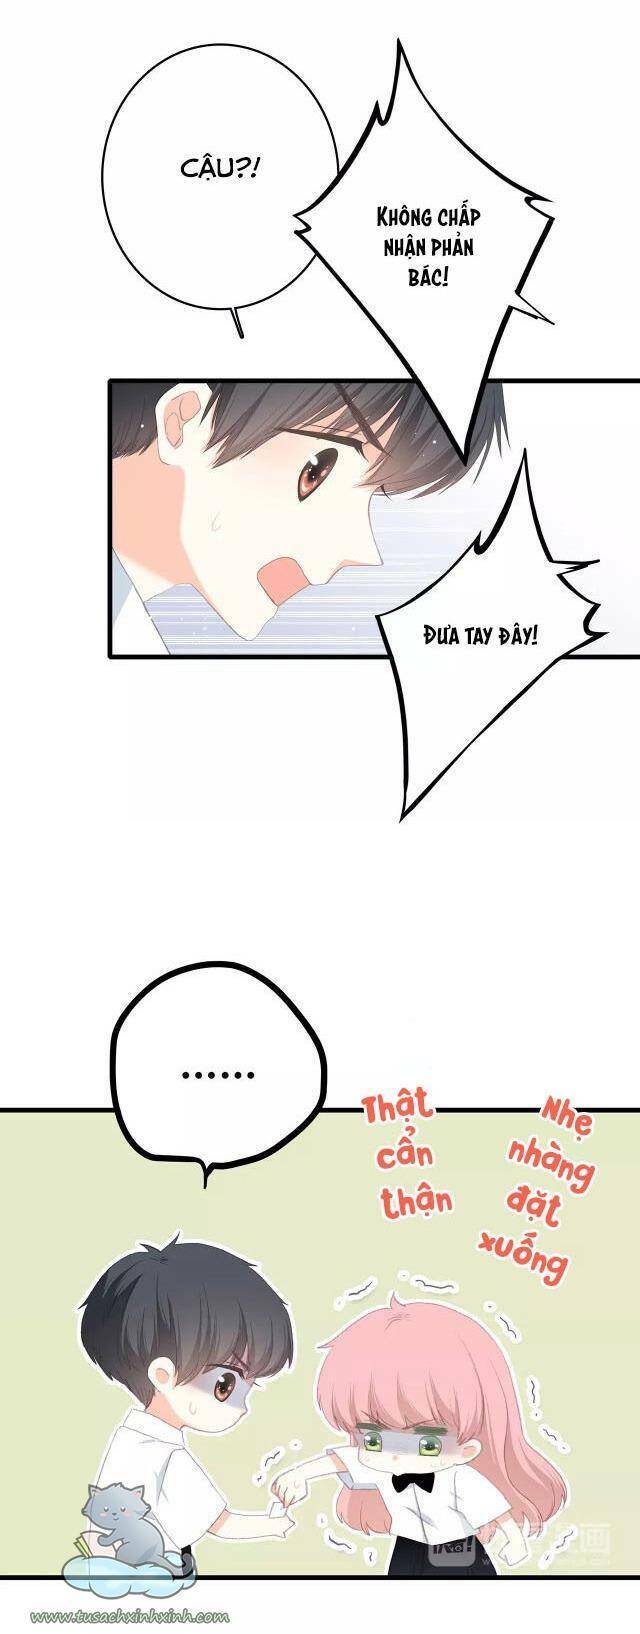 CẬU?!
KHÔNG CHẤP
NHẬN PHẢN
BÁC!
ĐƯA TAY ĐÂY!
......
Thật
cẩn
thận
Nhẹ
nhàng
đặt
xuống
www.tusachxinhxinh.com